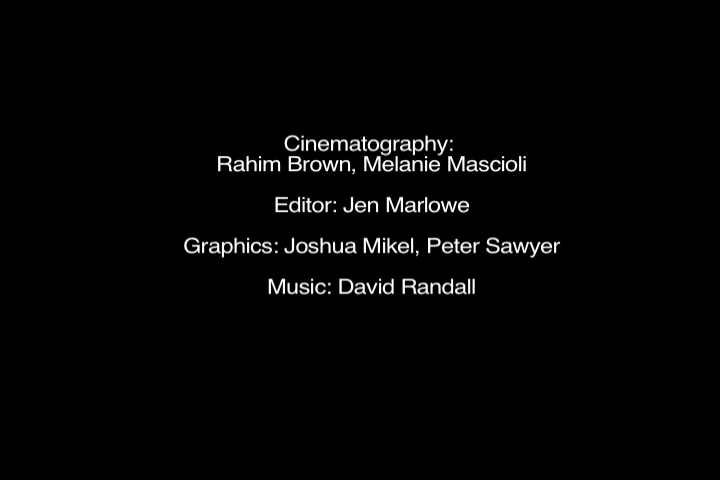 Cinematography:
Rahim Brown, Melanie Mascioli
Editor: Jen Marlowe
Graphics: Joshua Mikel, Peter Sawyer
Music: David Randall